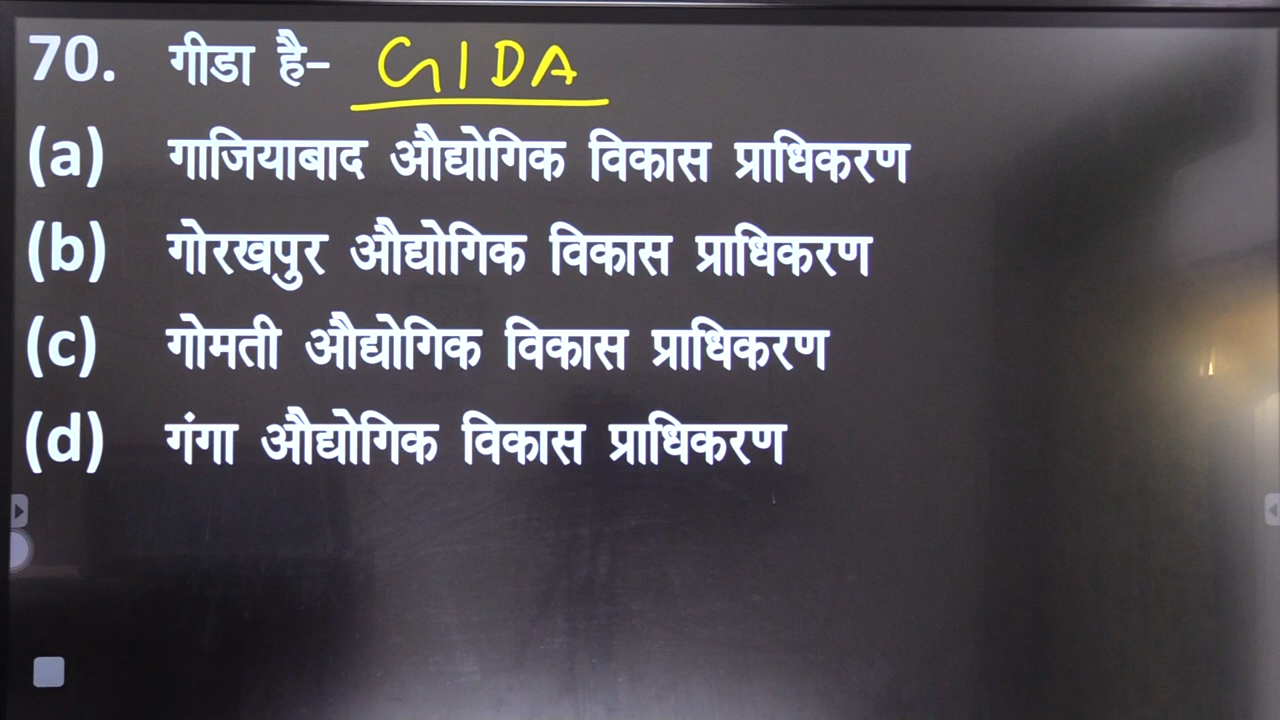 70. गीडा है- GIDA
(a) गाजियाबाद औद्योगिक विकास प्राधिकरण
(b) गोरखपुर औद्योगिक विकास प्राधिकरण
(c) गोमती औद्योगिक विकास प्राधिकरण
(d) गंगा औद्योगिक विकास प्राधिकरण